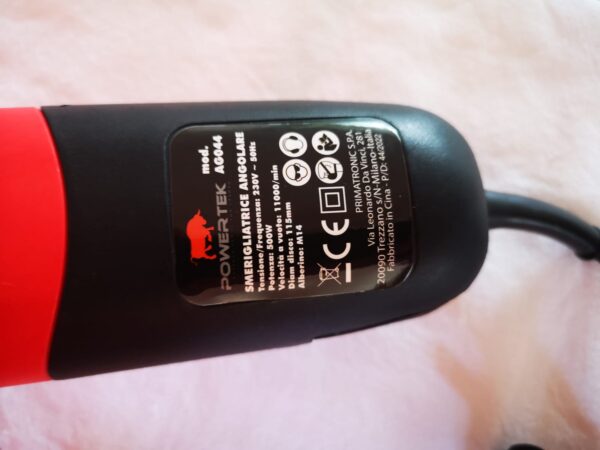 POWERTEK
mod.
AG044
SMERIGLIATRICE ANGOLARE
Tensione/Frequenza: 230V ~ 50Hz
Potenza: 500W
Velocità a vuoto: 11000/min
Diam disco: 115mm
Alberino: M14
CE
PRIMATRONIC S.P.A.
Via Leonardo Da Vinci, 281
20090 Trezzano s/N-Milano-Italia
Fabbricato in Cina - P/D: 44/2022